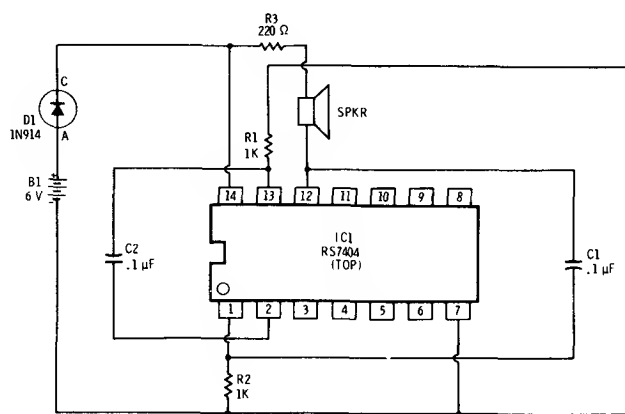 R3
220 Ω
C
D1
1N914
A
R1
1K
SPKR
B1
6 V
+
14
13
12
11
10
9
8
IC1
RS7404
(TOP)
C2
.1 µF
C1
.1 µF
1
2
3
4
5
6
7
R2
1K